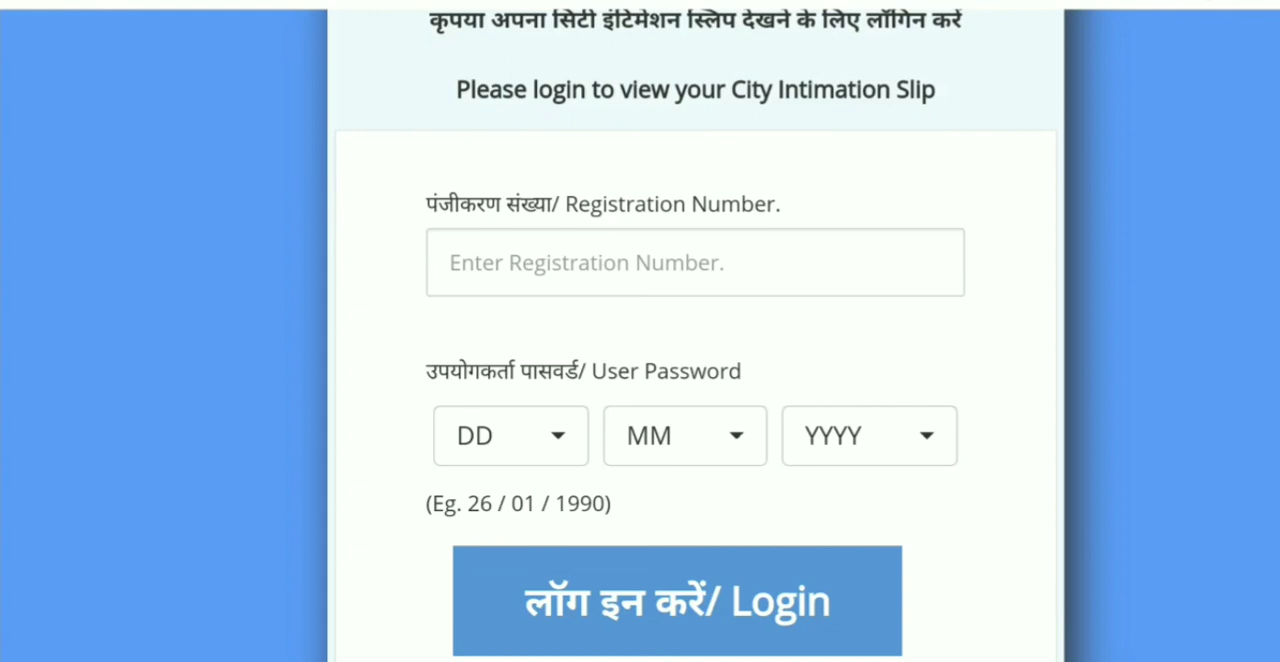 कृपया अपना सिटी इंटिमेशन स्लिप देखने के लिए लॉगिन करें
Please login to view your City Intimation Slip
पंजीकरण संख्या/ Registration Number.
Enter Registration Number.
उपयोगकर्ता पासवर्ड/ User Password
DD MM YYYY
(Eg. 26 / 01 / 1990)
लॉग इन करें/ Login